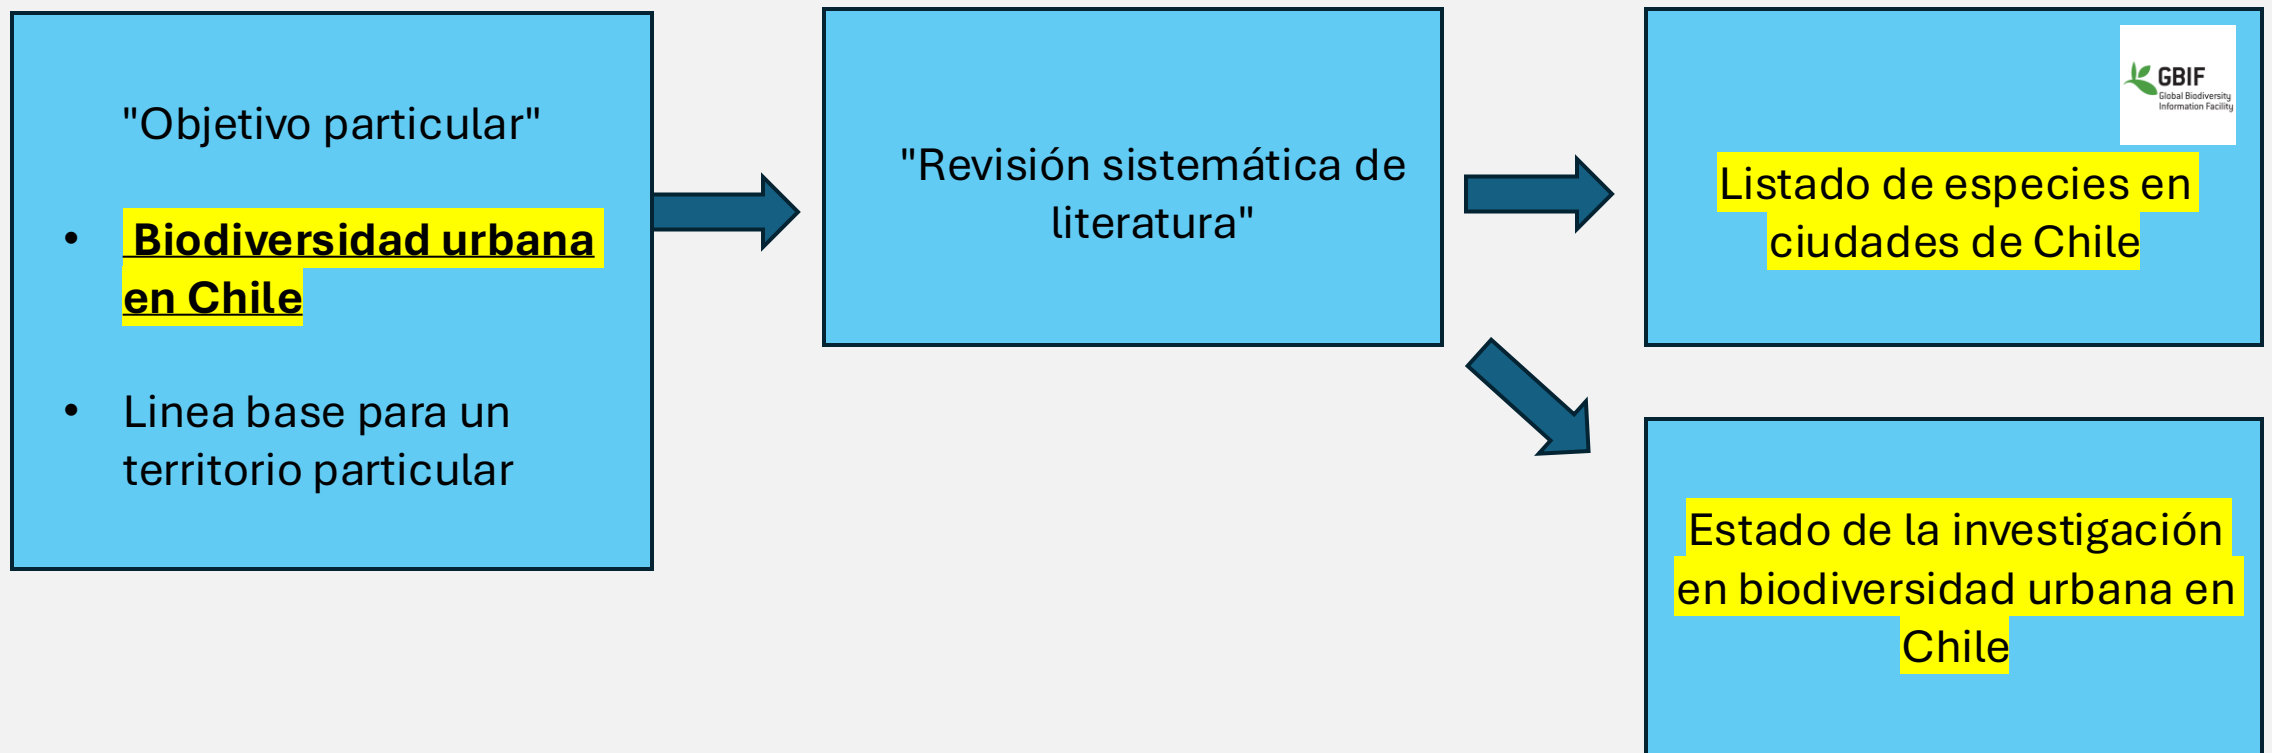 "Objetivo particular"
• Biodiversidad urbana
en Chile
• Linea base para un
territorio particular
"Revisión sistemática de
literatura"
GBIF
Global Biodiversity
Information Facility
Listado de especies en
ciudades de Chile
Estado de la investigación
en biodiversidad urbana en
Chile